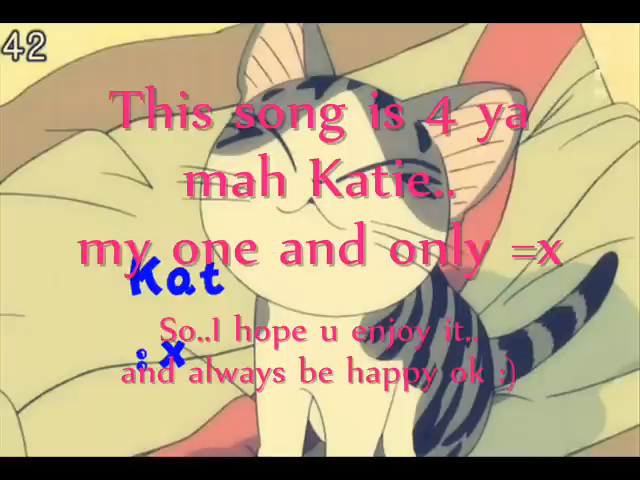 42
This song is 4 ya
mah Katie..
my one and only =x
Kat
So..I hope u enjoy it..
: x
and always be happy ok :)